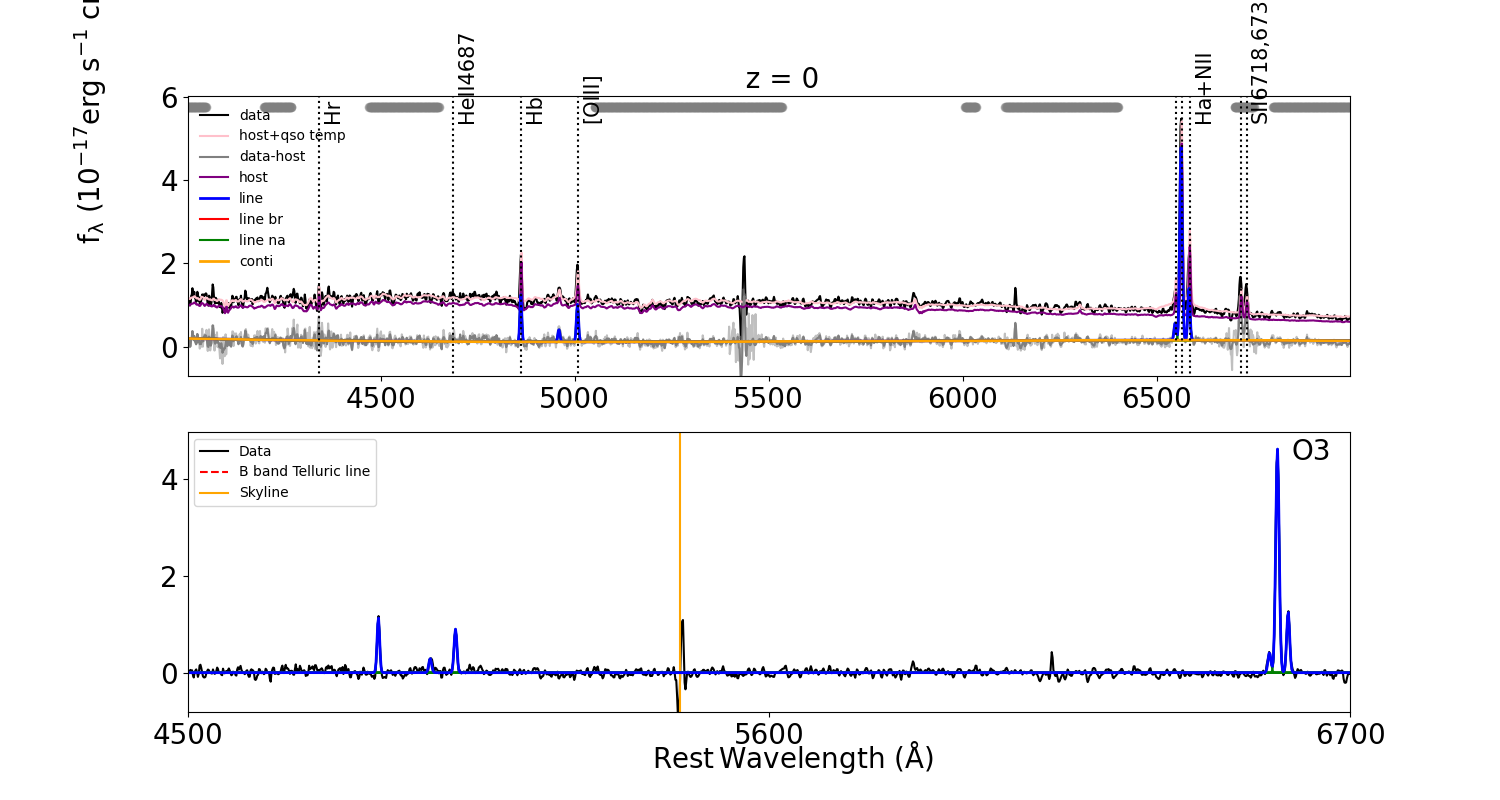 f_λ (10^−17 erg s^−1
z = 0
Hr
HeII4687
Hb
[OIII]
Ha+NII
SII6718,673
6
4
2
0
data
host+qso temp
data-host
host
line
line br
line na
conti
4500
5000
5500
6000
6500
Data
B band Telluric line
Skyline
O3
4
2
0
4500
5600
6700
Rest Wavelength (Å)